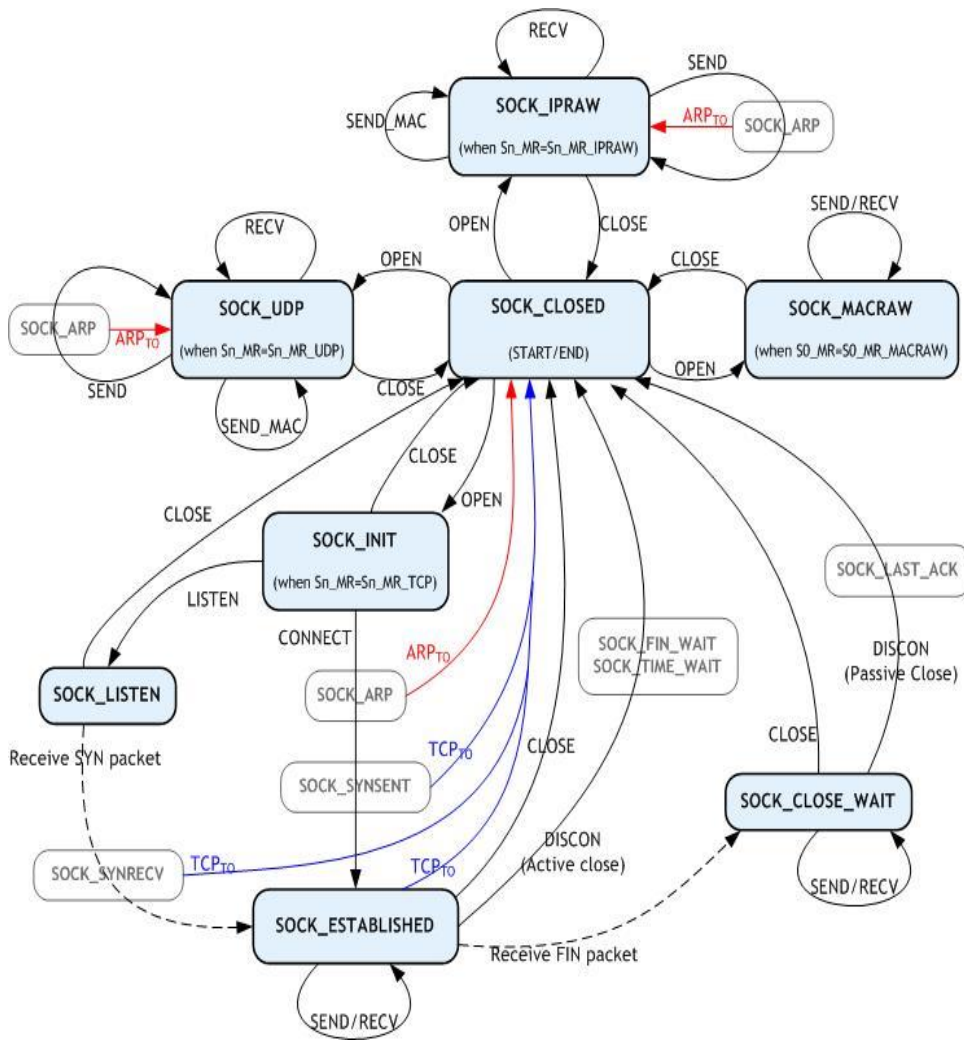 RECV
SEND
SOCK_IPRAW
(when Sn_MR=Sn_MR_IPRAW)
SEND_MAC
ARPTO
SOCK_ARP
OPEN
CLOSE
SEND/RECV
RECV
OPEN
CLOSE
SOCK_UDP
(when Sn_MR=Sn_MR_UDP)
SOCK_ARP
ARPTO
SEND
SEND_MAC
CLOSE
SOCK_CLOSED
(START/END)
SOCK_MACRAW
(when S0_MR=S0_MR_MACRAW)
OPEN
CLOSE
CLOSE
OPEN
SOCK_INIT
(when Sn_MR=Sn_MR_TCP)
LISTEN
CONNECT
SOCK_LAST_ACK
SOCK_FIN_WAIT
SOCK_TIME_WAIT
DISCON
(Passive Close)
ARPTO
SOCK_ARP
SOCK_LISTEN
Receive SYN packet
TCPTO
CLOSE
CLOSE
SOCK_SYNSENT
SOCK_CLOSE_WAIT
DISCON
(Active close)
SOCK_SYNRECV
TCPTO
TCPTO
SEND/RECV
SOCK_ESTABLISHED
Receive FIN packet
SEND/RECV